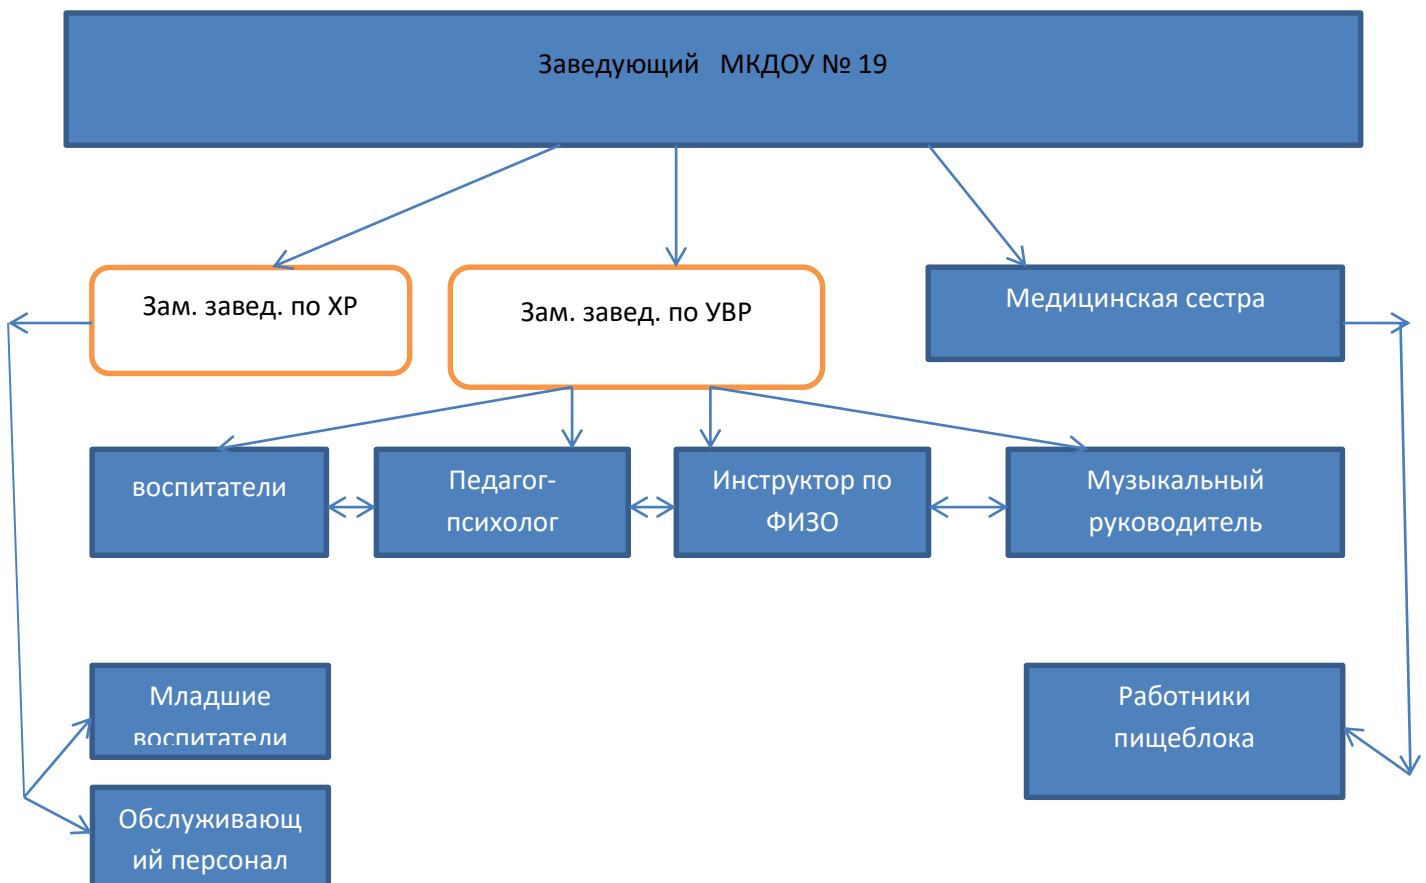 Заведующий МКДОУ № 19
Зам. завед. по ХР
Зам. завед. по УВР
Медицинская сестра
воспитатели
Педагог-
психолог
Инструктор по
ФИЗО
Музыкальный
руководитель
Младшие
воспитатели
Работники
пищеблока
Обслуживающ
ий персонал